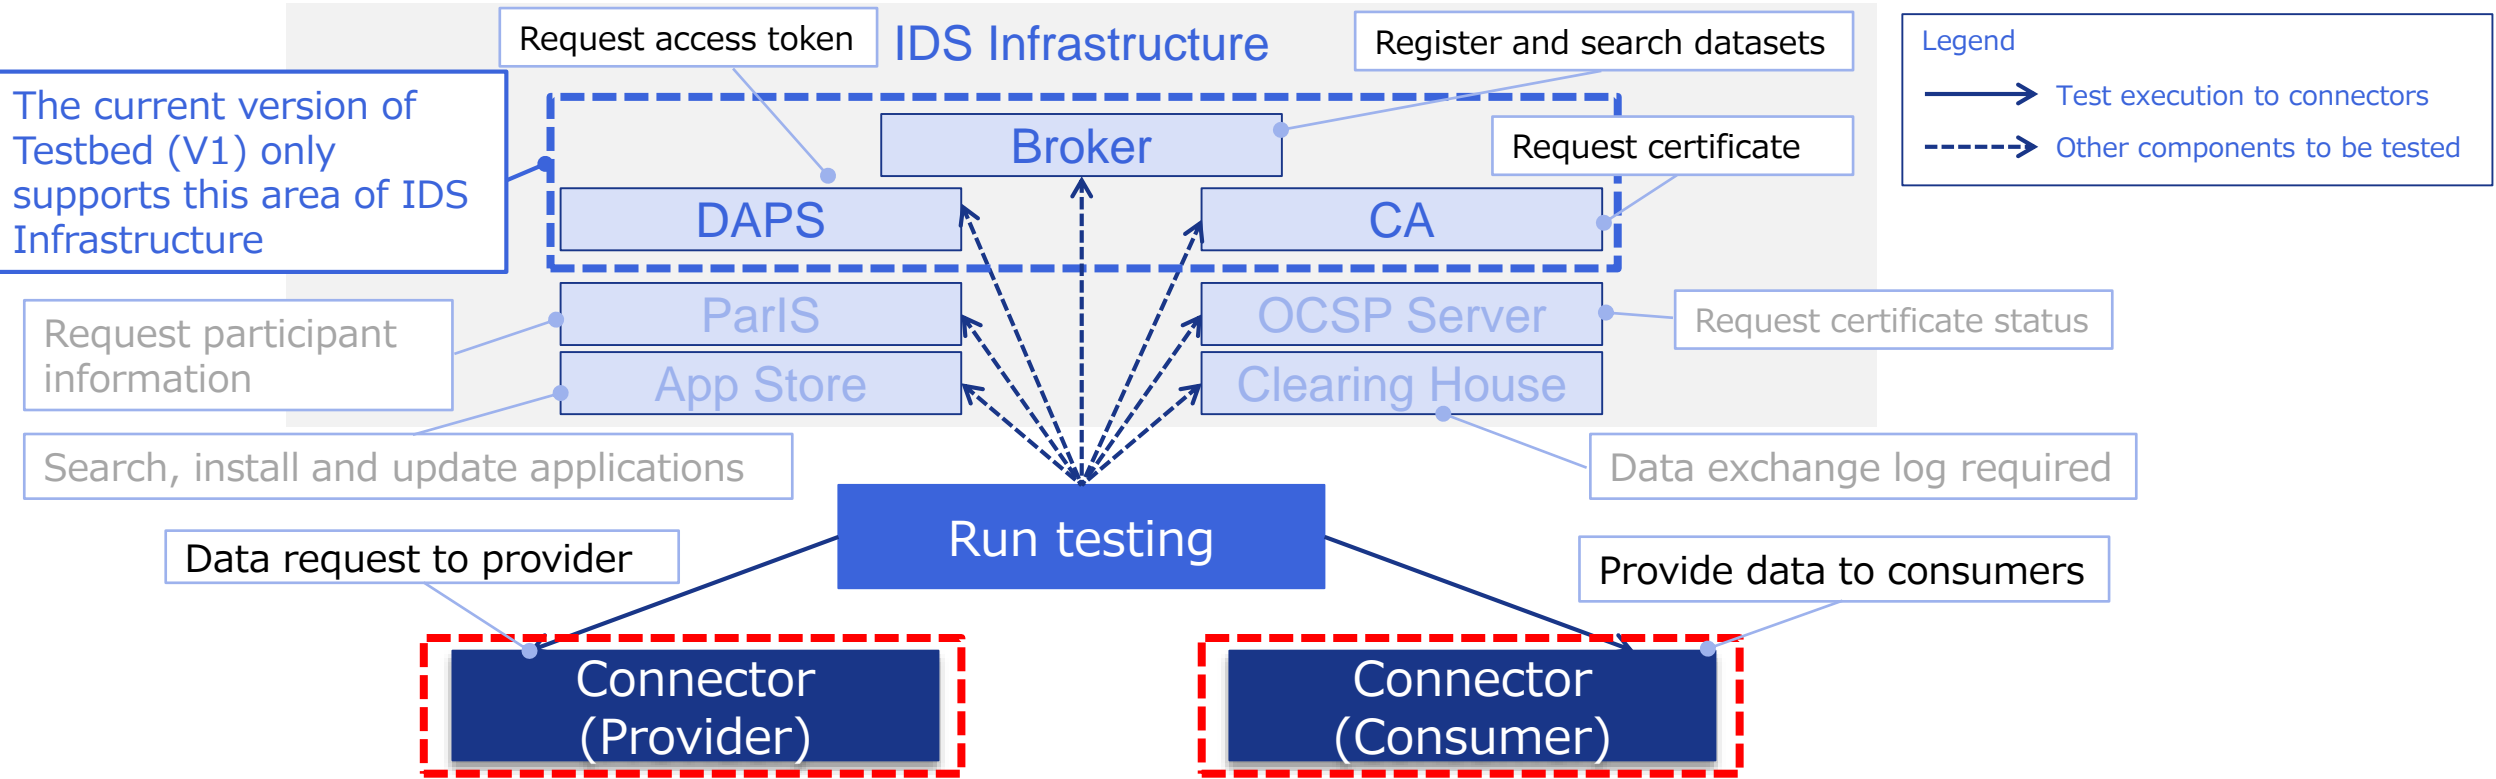 Request access token
IDS Infrastructure
Register and search datasets
Legend
Test execution to connectors
Other components to be tested
The current version of
Testbed (V1) only
supports this area of IDS
Infrastructure
Broker
Request certificate
DAPS
CA
ParIS
OCSP Server
Request participant
information
Request certificate status
App Store
Clearing House
Search, install and update applications
Data exchange log required
Run testing
Data request to provider
Provide data to consumers
Connector
(Provider)
Connector
(Consumer)